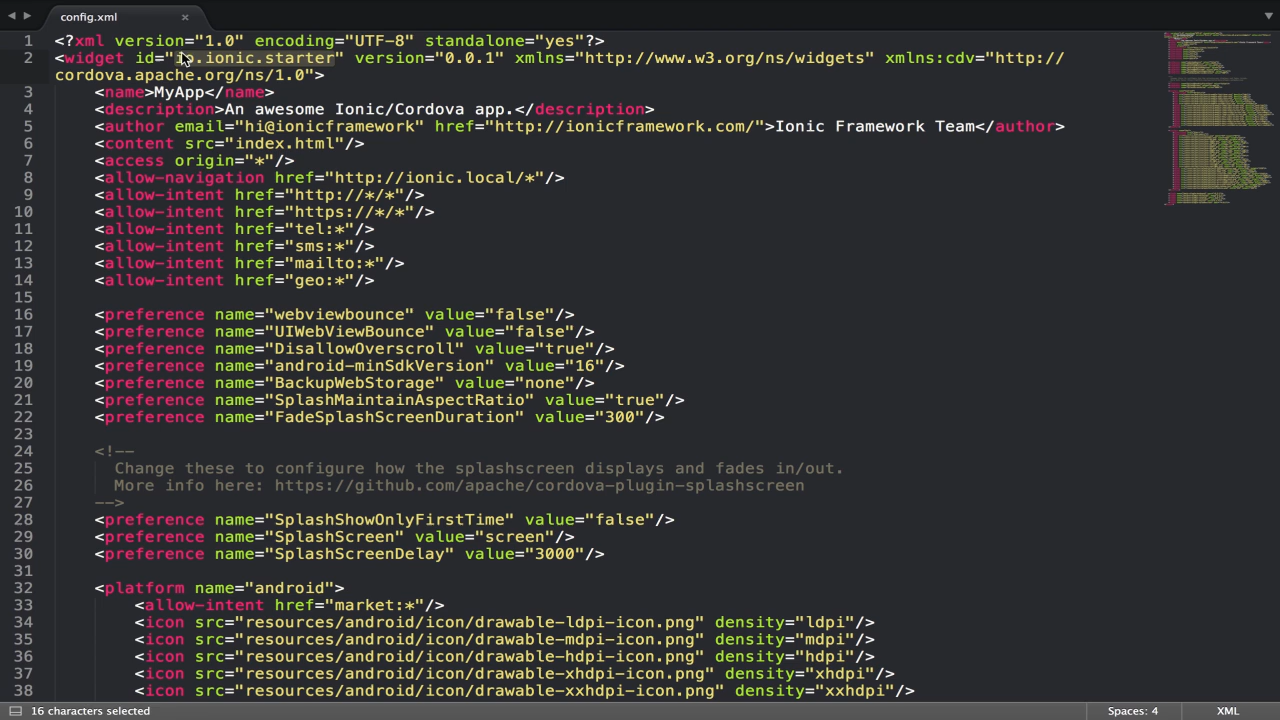 config.xml ×
1 <?xml version="1.0" encoding="UTF-8" standalone="yes"?>
2 <widget id="io.ionic.starter" version="0.0.1" xmlns="http://www.w3.org/ns/widgets" xmlns:cdv="http://
cordova.apache.org/ns/1.0">
3 <name>MyApp</name>
4 <description>An awesome Ionic/Cordova app.</description>
5 <author email="hi@ionicframework" href="http://ionicframework.com/">Ionic Framework Team</author>
6 <content src="index.html"/>
7 <access origin="*"/>
8 <allow-navigation href="http://ionic.local/*"/>
9 <allow-intent href="http://*/*"/>
10 <allow-intent href="https://*/*"/>
11 <allow-intent href="tel:*"/>
12 <allow-intent href="sms:*"/>
13 <allow-intent href="mailto:*"/>
14 <allow-intent href="geo:*"/>
15
16 <preference name="webviewbounce" value="false"/>
17 <preference name="UIWebViewBounce" value="false"/>
18 <preference name="DisallowOverscroll" value="true"/>
19 <preference name="android-minSdkVersion" value="16"/>
20 <preference name="BackupWebStorage" value="none"/>
21 <preference name="SplashMaintainAspectRatio" value="true"/>
22 <preference name="FadeSplashScreenDuration" value="300"/>
23
24 <!--
25 Change these to configure how the splashscreen displays and fades in/out.
26 More info here: https://github.com/apache/cordova-plugin-splashscreen
27 -->
28 <preference name="SplashShowOnlyFirstTime" value="false"/>
29 <preference name="SplashScreen" value="screen"/>
30 <preference name="SplashScreenDelay" value="3000"/>
31
32 <platform name="android">
33 <allow-intent href="market:*"/>
34 <icon src="resources/android/icon/drawable-ldpi-icon.png" density="ldpi"/>
35 <icon src="resources/android/icon/drawable-mdpi-icon.png" density="mdpi"/>
36 <icon src="resources/android/icon/drawable-hdpi-icon.png" density="hdpi"/>
37 <icon src="resources/android/icon/drawable-xhdpi-icon.png" density="xhdpi"/>
38 <icon src="resources/android/icon/drawable-xxhdpi-icon.png" density="xxhdpi"/>
16 characters selected Spaces: 4 XML